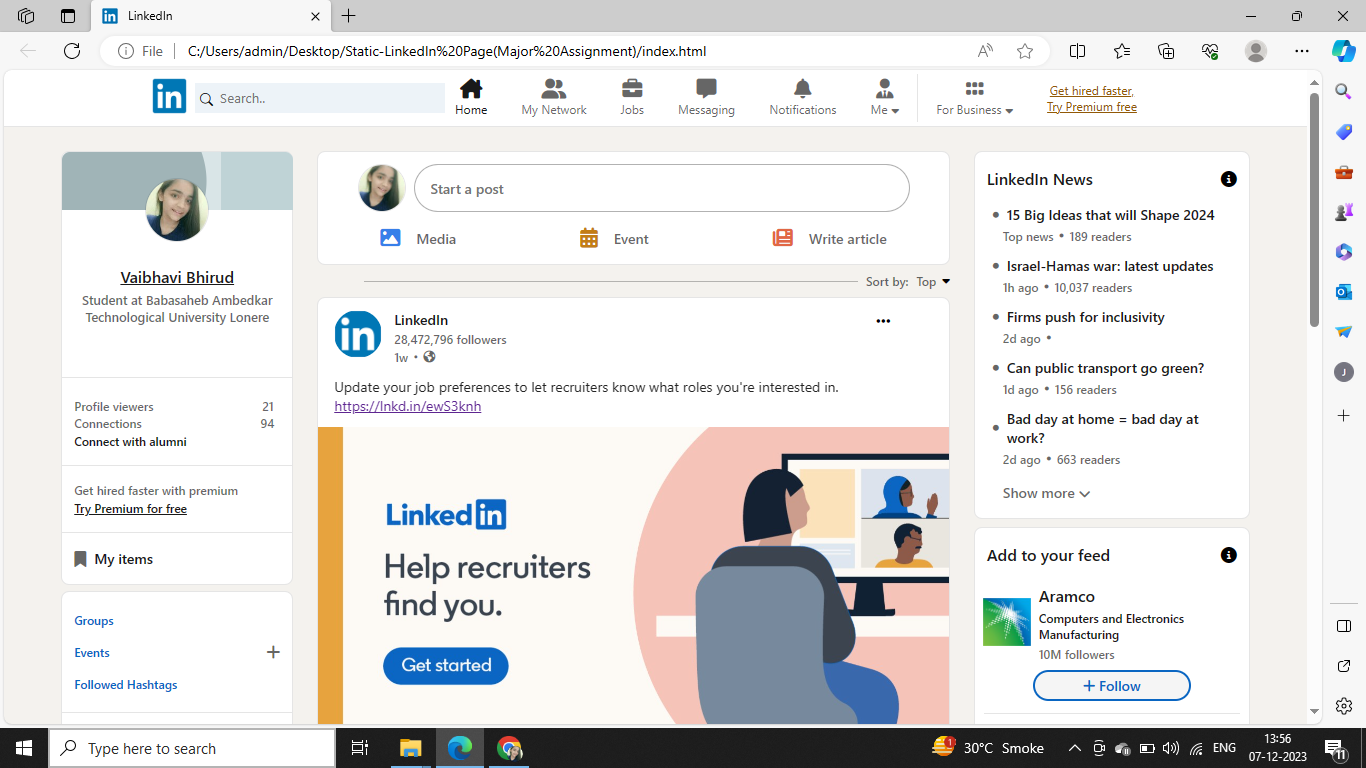 LinkedIn
File
C:/Users/admin/Desktop/Static-LinkedIn%20Page(Major%20Assignment)/index.html
in
Search..
Home
My Network
Jobs
Messaging
Notifications
Me
For Business
Get hired faster,
Try Premium free
Vaibhavi Bhirud
Student at Babasaheb Ambedkar
Technological University Lonere
Profile viewers 21
Connections 94
Connect with alumni
Get hired faster with premium
Try Premium for free
My items
Groups
Events
Followed Hashtags
Start a post
Media
Event
Write article
Sort by: Top
in
LinkedIn
28,472,796 followers
1w •
Update your job preferences to let recruiters know what roles you're interested in.
https://lnkd.in/ewS3knh
Linked in
Help recruiters
find you.
Get started
LinkedIn News
15 Big Ideas that will Shape 2024
Top news • 189 readers
Israel-Hamas war: latest updates
1h ago • 10,037 readers
Firms push for inclusivity
2d ago •
Can public transport go green?
1d ago • 156 readers
Bad day at home = bad day at
work?
2d ago • 663 readers
Show more
Add to your feed
Aramco
Computers and Electronics
Manufacturing
10M followers
+ Follow
J
Type here to search
1
30°C Smoke
ENG
13:56
07-12-2023
11